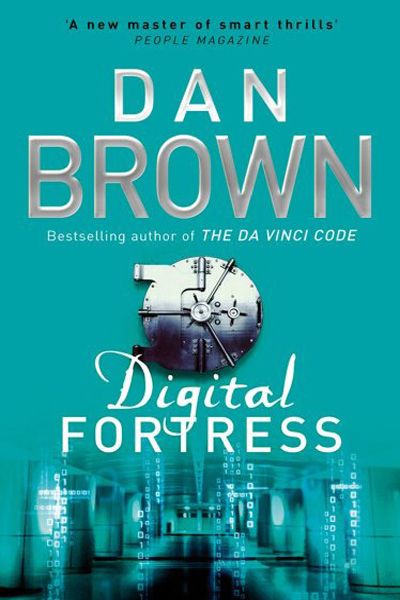 'A new master of smart thrills'
PEOPLE MAGAZINE
DAN
BROWN
Bestselling author of THE DA VINCI CODE
Digital
FORTRESS